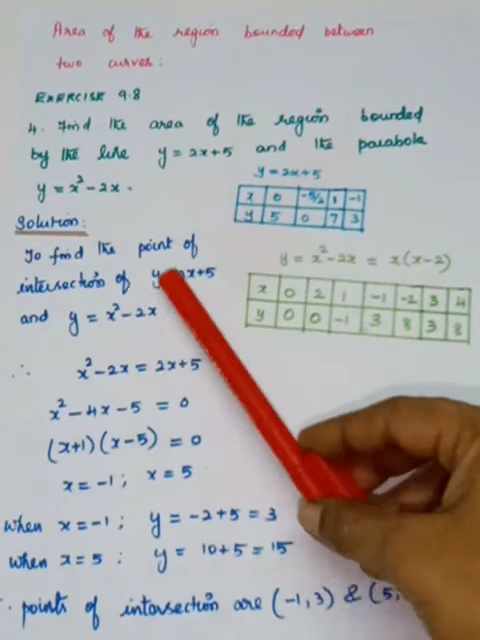 Area of the region bounded between
two curves:
EXERCISE 9.8
4. Find the area of the region bounded
by the line y = 2x+5 and the parabola
y = x² - 2x.
y = 2x+5
x 0 -5/2 1 -1
y 5 0 7 3
Solution:
To find the point of
intersection of y = 2x+5
and y = x² - 2x
y = x² - 2x = x(x-2)
x 0 2 1 -1 -2 3 4
y 0 0 -1 3 8 3 8
∴ x² - 2x = 2x+5
x² - 4x - 5 = 0
(x+1) (x-5) = 0
x = -1; x = 5
when x = -1; y = -2+5 = 3
when x = 5; y = 10+5 = 15
∴ points of intersection are (-1,3) & (5,